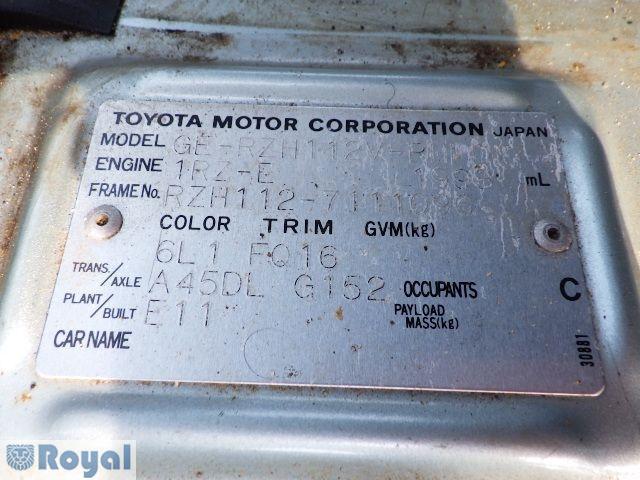 TOYOTA MOTOR CORPORATION JAPAN
MODEL
ENGINE 1RZ-E 1998 mL
FRAME No.
COLOR TRIM GVM(kg)
6L1 FQ16
TRANS./AXLE A45DL G152 OCCUPANTS C
PLANT/BUILT E11 PAYLOAD MASS(kg)
CAR NAME
30881
Royal